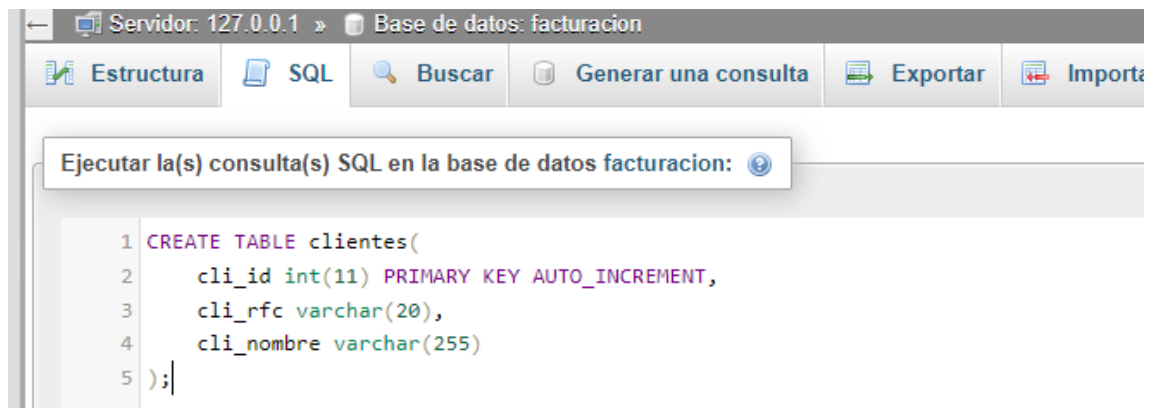 ← Servidor: 127.0.0.1 » Base de datos: facturacion
Estructura SQL Buscar Generar una consulta Exportar Importa
Ejecutar la(s) consulta(s) SQL en la base de datos facturacion:
1 CREATE TABLE clientes(
2 cli_id int(11) PRIMARY KEY AUTO_INCREMENT,
3 cli_rfc varchar(20),
4 cli_nombre varchar(255)
5 );